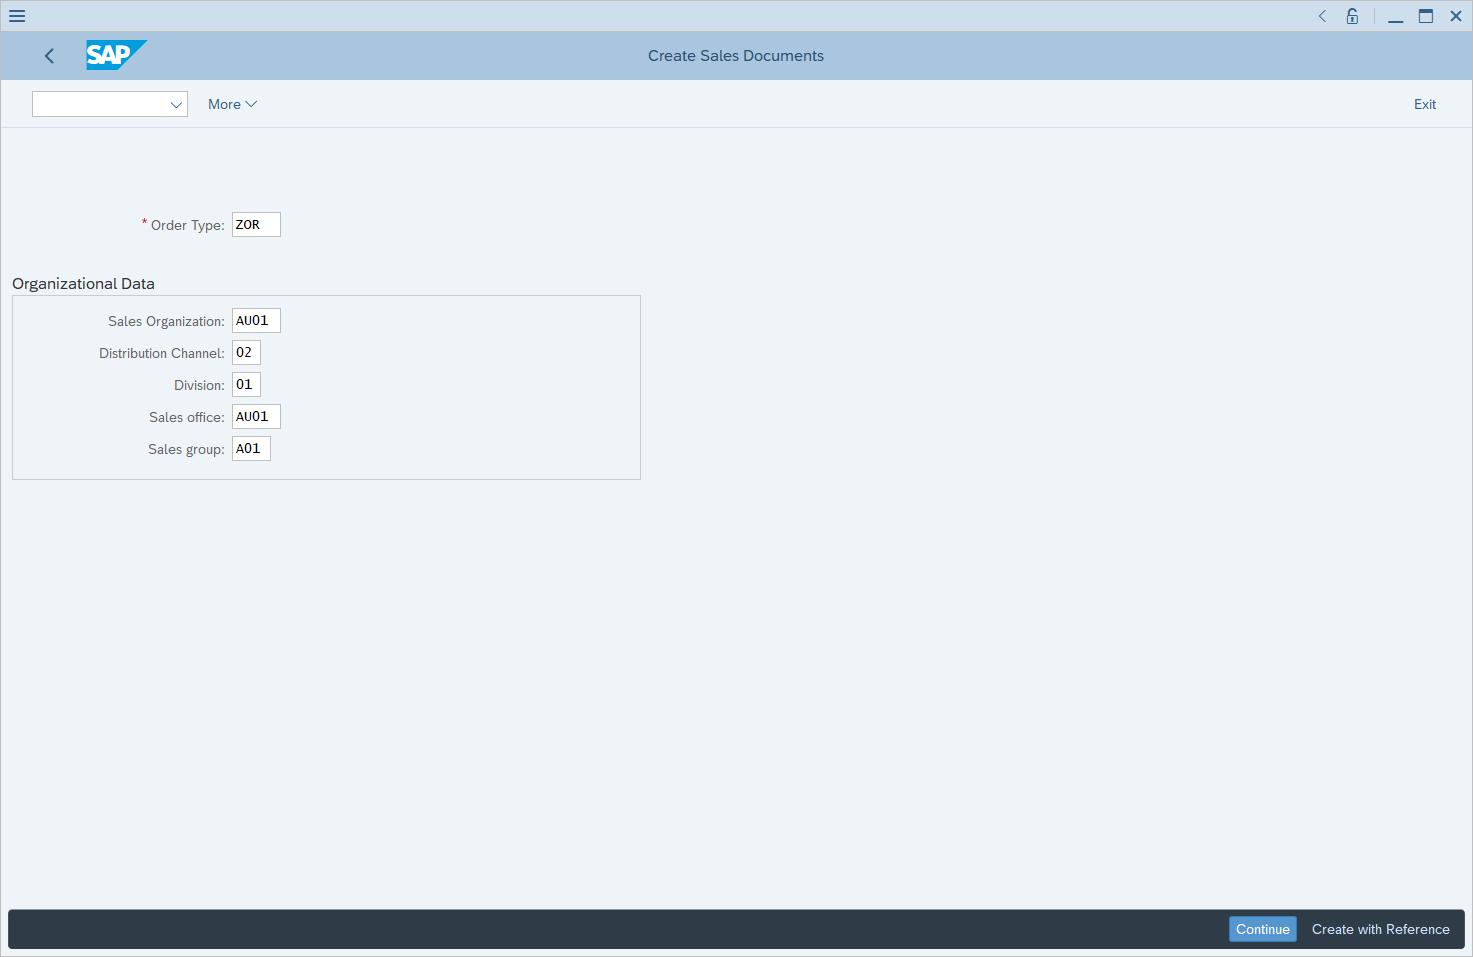 SAP
Create Sales Documents
More
Exit
* Order Type: ZOR
Organizational Data
Sales Organization: AU01
Distribution Channel: 02
Division: 01
Sales office: AU01
Sales group: A01
Continue Create with Reference